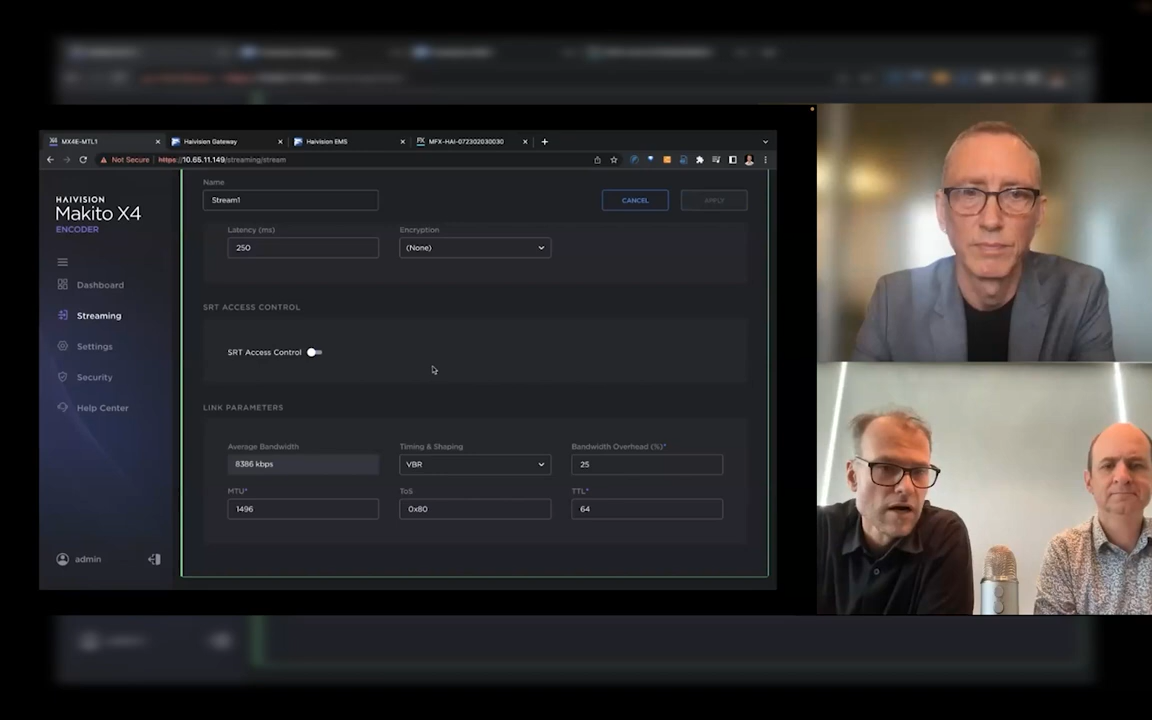 MX4E-MTL1
Haivision Gateway
Haivision EMS
MFX-HAI-072302030030
Not Secure
https://10.65.11.149/streaming/stream
HAIVISION
Makito X4
ENCODER
Dashboard
Streaming
Settings
Security
Help Center
admin
Name
Stream1
CANCEL
APPLY
Latency (ms)
Encryption
250
(None)
SRT ACCESS CONTROL
SRT Access Control
LINK PARAMETERS
Average Bandwidth
Timing & Shaping
Bandwidth Overhead (%)*
8386 kbps
VBR
25
MTU*
ToS
TTL*
1496
0x80
64